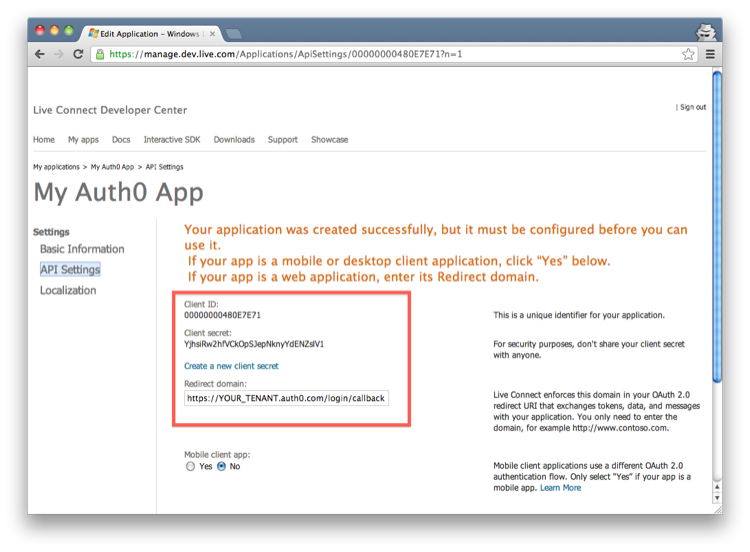 Edit Application - Windows
https://manage.dev.live.com/Applications/ApiSettings/00000000480E7E71?n=1
Live Connect Developer Center
Sign out
Home My apps Docs Interactive SDK Downloads Support Showcase
My applications > My Auth0 App > API Settings
My Auth0 App
Settings
Basic Information
API Settings
Localization
Your application was created successfully, but it must be configured before you can
use it.
If your app is a mobile or desktop client application, click "Yes" below.
If your app is a web application, enter its Redirect domain.
Client ID:
00000000480E7E71
This is a unique identifier for your application.
Client secret:
YjhsiRw2hfVCkOpSJepNknyYdENZslV1
For security purposes, don't share your client secret
with anyone.
Create a new client secret
Redirect domain:
https://YOUR_TENANT.auth0.com/login/callback
Live Connect enforces this domain in your OAuth 2.0
redirect URI that exchanges tokens, data, and messages
with your application. You only need to enter the
domain, for example http://www.contoso.com.
Mobile client app:
Yes No
Mobile client applications use a different OAuth 2.0
authentication flow. Only select "Yes" if your app is a
mobile app. Learn More